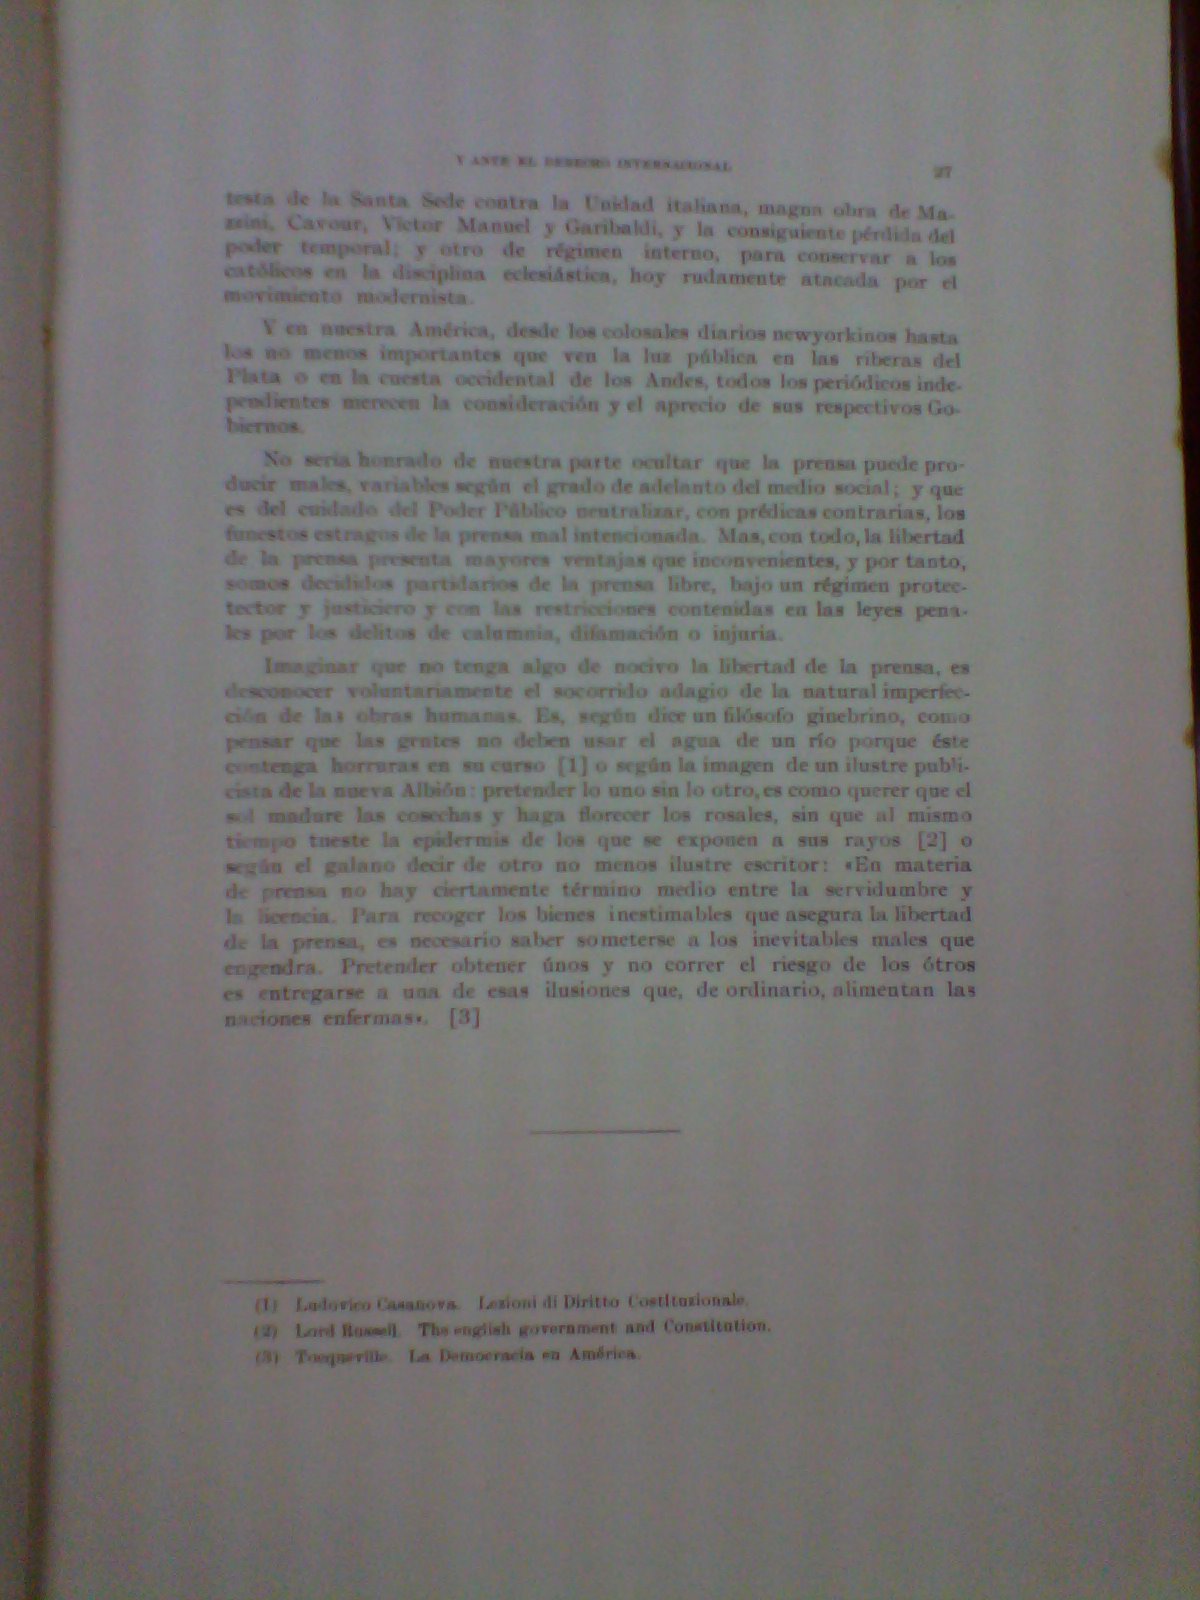 Y ANTE EL DERECHO INTERNACIONAL 27
testa de la Santa Sede contra la Unidad italiana, magna obra de Ma-
zzini, Cavour, Víctor Manuel y Garibaldi, y la consiguiente pérdida del
poder temporal; y otro de régimen interno, para conservar a los
católicos en la disciplina eclesiástica, hoy rudamente atacada por el
movimiento modernista.
Y en nuestra América, desde los colosales diarios newyorkinos hasta
los no menos importantes que ven la luz pública en las riberas del
Plata o en la cuesta occidental de los Andes, todos los periódicos inde-
pendientes merecen la consideración y el aprecio de sus respectivos Go-
biernos.
No sería honrado de nuestra parte ocultar que la prensa puede pro-
ducir males, variables según el grado de adelanto del medio social; y que
es del cuidado del Poder Público neutralizar, con prédicas contrarias, los
funestos estragos de la prensa mal intencionada. Mas, con todo, la libertad
de la prensa presenta mayores ventajas que inconvenientes, y por tanto,
somos decididos partidarios de la prensa libre, bajo un régimen protec-
tector y justiciero y con las restricciones contenidas en las leyes pena-
les por los delitos de calumnia, difamación o injuria.
Imaginar que no tenga algo de nocivo la libertad de la prensa, es
desconocer voluntariamente el socorrido adagio de la natural imperfec-
ción de las obras humanas. Es, según dice un filósofo ginebrino, como
pensar que las gentes no deben usar el agua de un río porque éste
contenga horruras en su curso [1] o según la imagen de un ilustre publi-
cista de la nueva Albión: pretender lo uno sin lo otro, es como querer que el
sol madure las cosechas y haga florecer los rosales, sin que al mismo
tiempo tueste la epidermis de los que se exponen a sus rayos [2] o
según el galano decir de otro no menos ilustre escritor: «En materia
de prensa no hay ciertamente término medio entre la servidumbre y
la licencia. Para recoger los bienes inestimables que asegura la libertad
de la prensa, es necesario saber someterse a los inevitables males que
engendra. Pretender obtener únos y no correr el riesgo de los ótros
es entregarse a una de esas ilusiones que, de ordinario, alimentan las
naciones enfermas». [3]
(1) Ludovico Casanova. Lezioni di Diritto Costituzionale.
(2) Lord Russell. The english government and Constitution.
(3) Tocqueville. La Democracia en América.